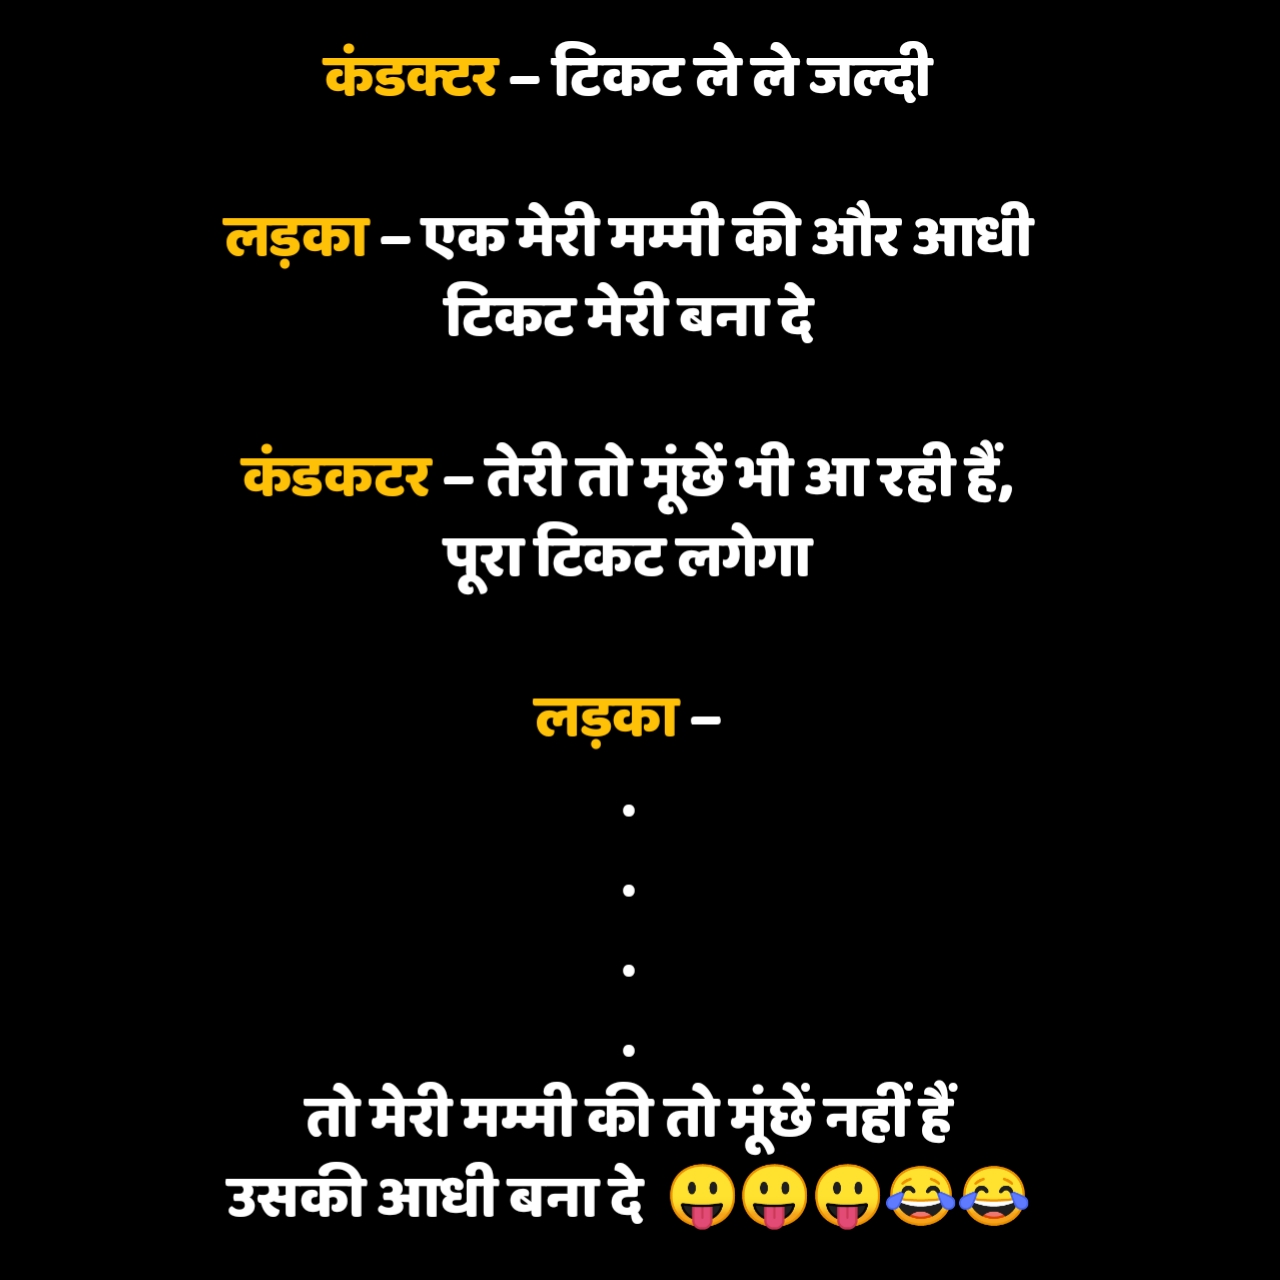 कंडक्टर – टिकट ले ले जल्दी
लड़का – एक मेरी मम्मी की और आधी
टिकट मेरी बना दे
कंडकटर – तेरी तो मूंछें भी आ रही हैं,
पूरा टिकट लगेगा
लड़का –
.
.
.
.
तो मेरी मम्मी की तो मूंछें नहीं हैं
उसकी आधी बना दे 😛😛😛😂😂